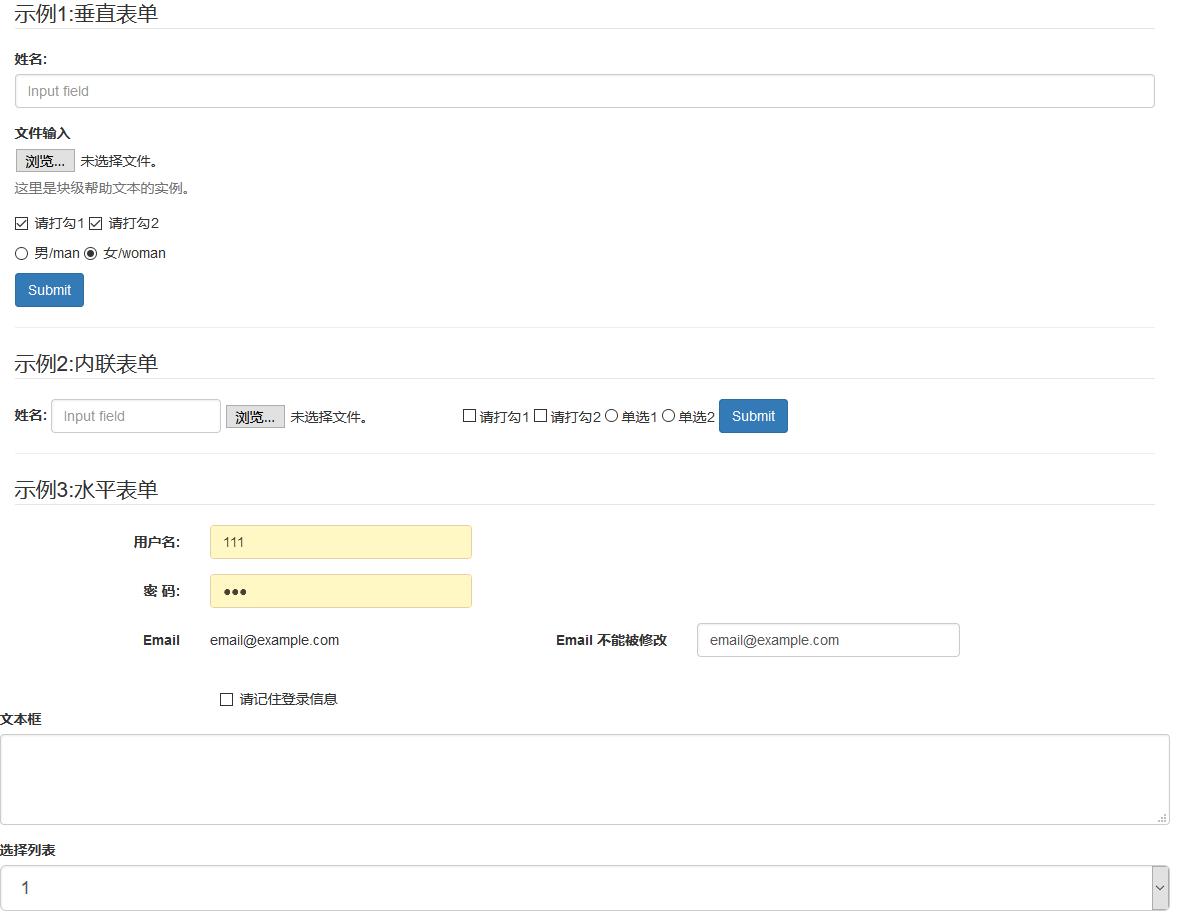 示例1:垂直表单
姓名:
Input field
文件输入
浏览... 未选择文件。
这里是块级帮助文本的实例。
请打勾1 请打勾2
男/man 女/woman
Submit
示例2:内联表单
姓名: Input field 浏览... 未选择文件。 请打勾1 请打勾2 单选1 单选2 Submit
示例3:水平表单
用户名: 111
密 码: ●●●
Email email@example.com Email 不能被修改 email@example.com
请记住登录信息
文本框
选择列表
1